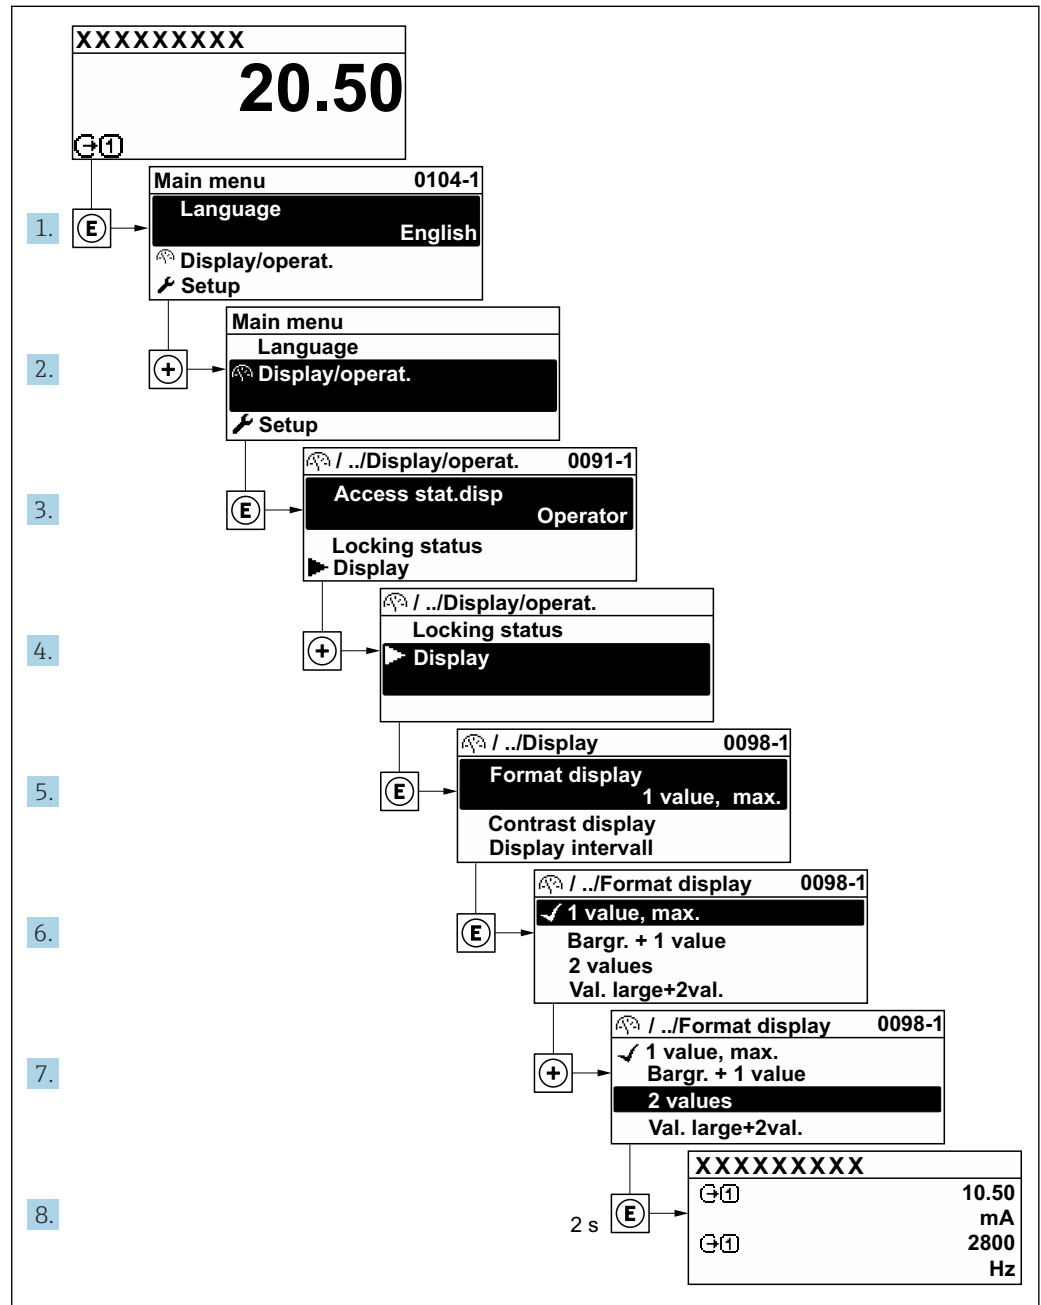 XXXXXXXXX
20.50
1
Main menu 0104-1
1. E Language
English
Display/operat.
Setup
Main menu
Language
2. + Display/operat.
Setup
/ ../Display/operat. 0091-1
3. E Access stat.disp
Operator
Locking status
Display
/ ../Display/operat.
Locking status
4. + Display
/ ../Display 0098-1
5. E Format display
1 value, max.
Contrast display
Display intervall
/ ../Format display 0098-1
1 value, max.
6. E Bargr. + 1 value
2 values
Val. large+2val.
/ ../Format display 0098-1
1 value, max.
7. + Bargr. + 1 value
2 values
Val. large+2val.
XXXXXXXXX
1 10.50
8. 2 s E mA
1 2800
Hz